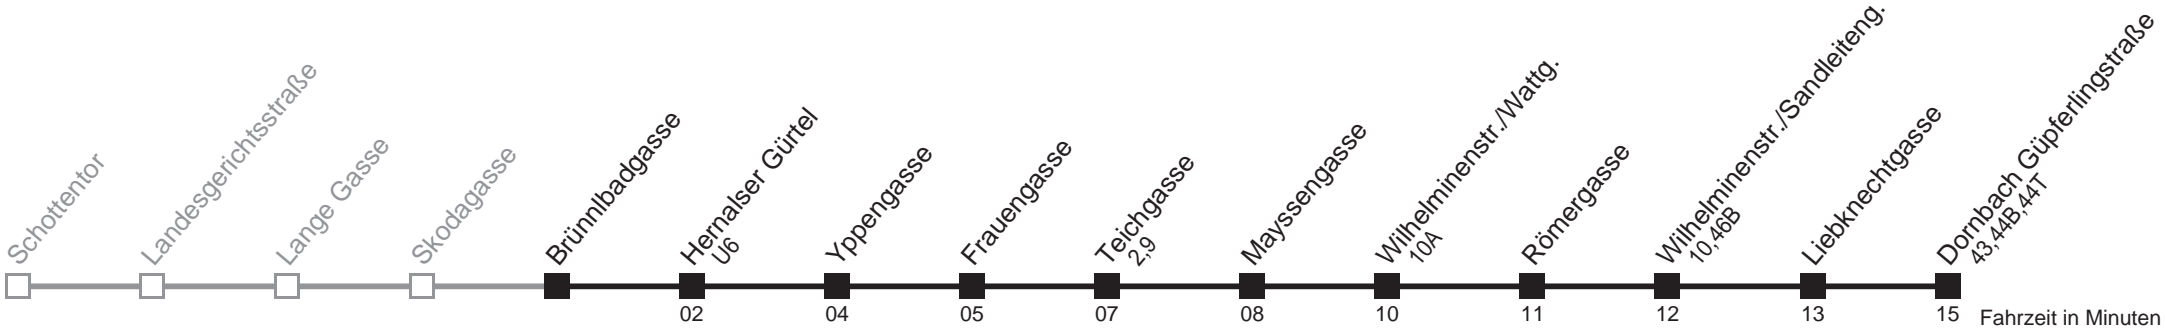 Schottentor
Landesgerichtsstraße
Lange Gasse
Skodagasse
Brünnlbadgasse
Hernalser Gürtel
U6
Yppengasse
Frauengasse
Teichgasse
2,9
Mayssengasse
Wilhelminenstr./Wattg.
10A
Römergasse
Wilhelminenstr./Sandleiteng.
10,46B
Liebknechtgasse
Dornbach Güpferlingstraße
43,44B,44T
02 04 05 07 08 10 11 12 13 15 Fahrzeit in Minuten